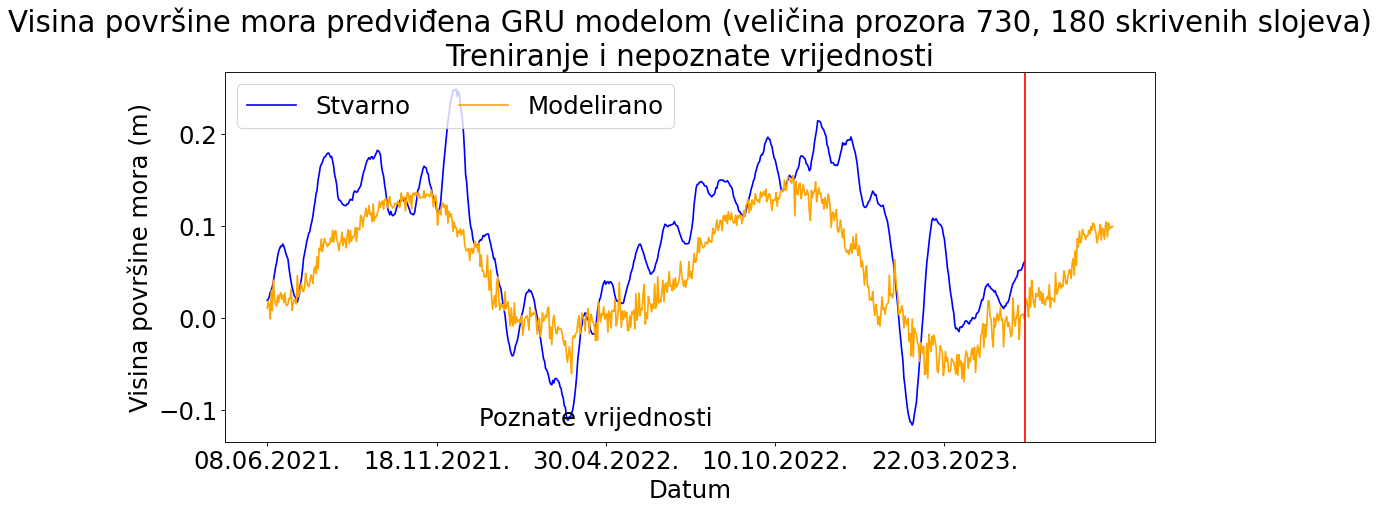 Visina površine mora predviđena GRU modelom (veličina prozora 730, 180 skrivenih slojeva)
Treniranje i nepoznate vrijednosti
Stvarno
Modelirano
Visina površine mora (m)
0.2
0.1
0.0
−0.1
Poznate vrijednosti
08.06.2021.
18.11.2021.
30.04.2022.
10.10.2022.
22.03.2023.
Datum